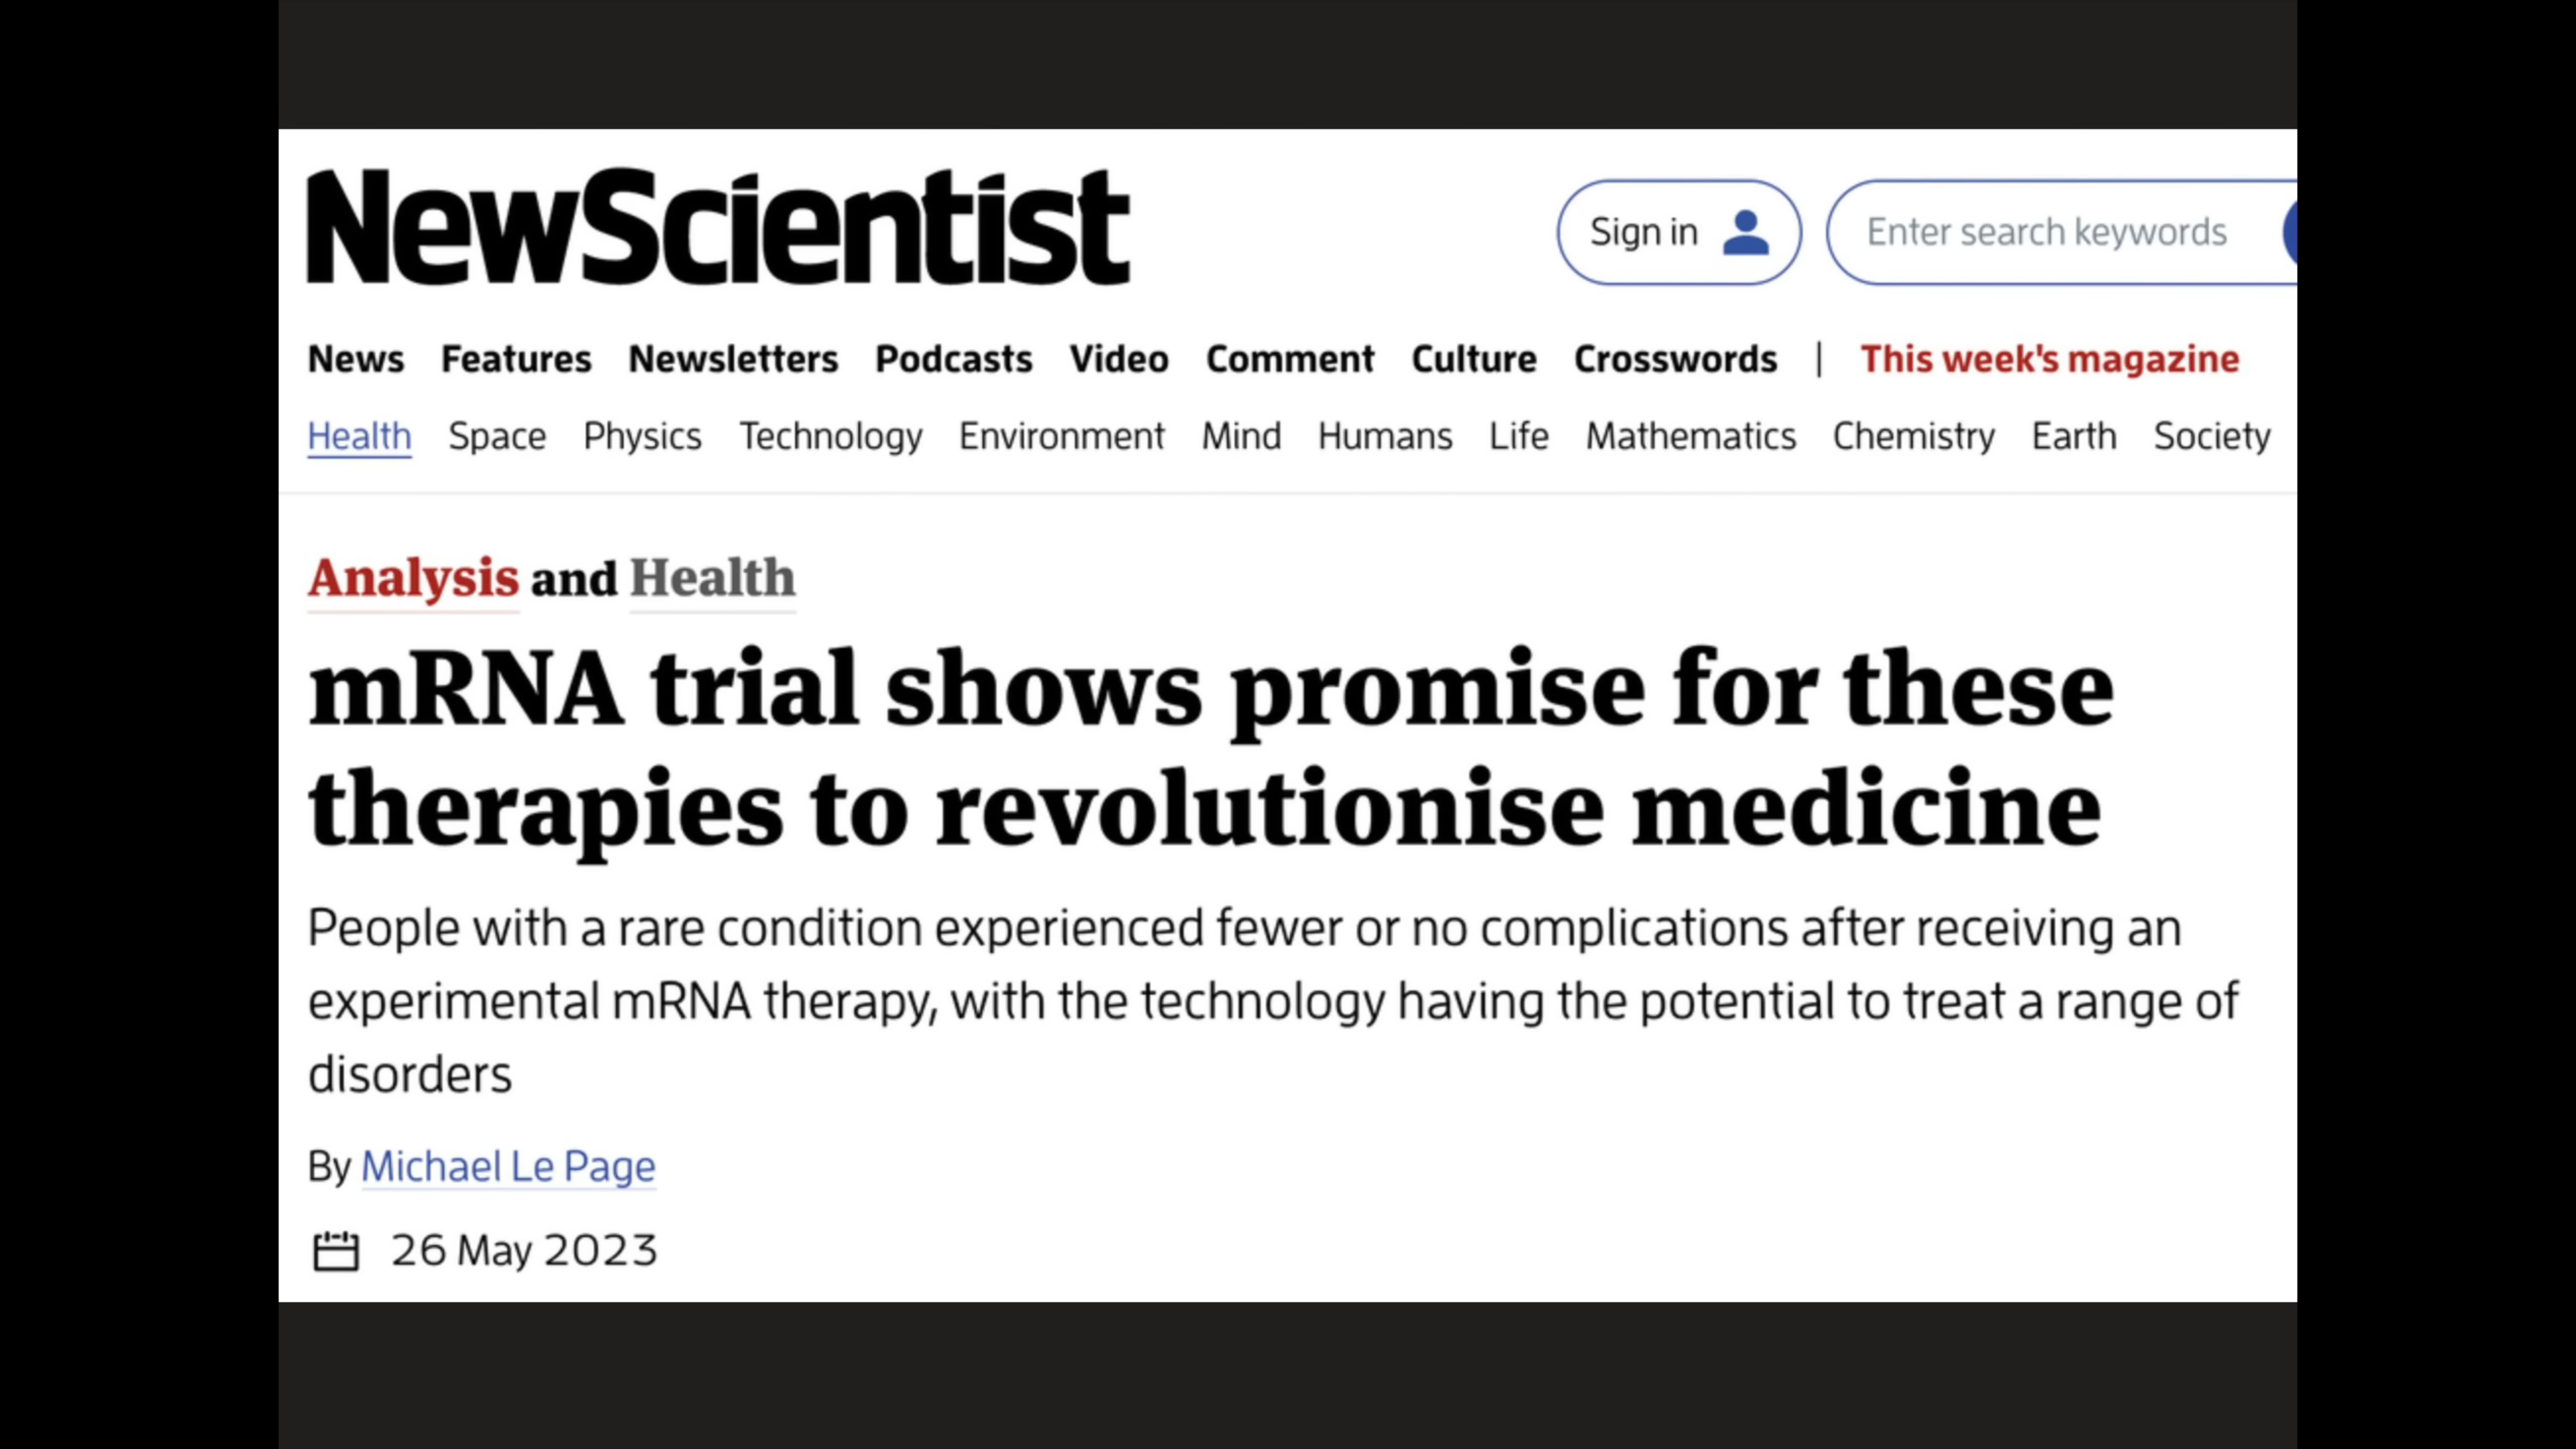 NewScientist
Sign in
Enter search keywords
News Features Newsletters Podcasts Video Comment Culture Crosswords | This week's magazine
Health Space Physics Technology Environment Mind Humans Life Mathematics Chemistry Earth Society
Analysis and Health
mRNA trial shows promise for these
therapies to revolutionise medicine
People with a rare condition experienced fewer or no complications after receiving an
experimental mRNA therapy, with the technology having the potential to treat a range of
disorders
By Michael Le Page
26 May 2023